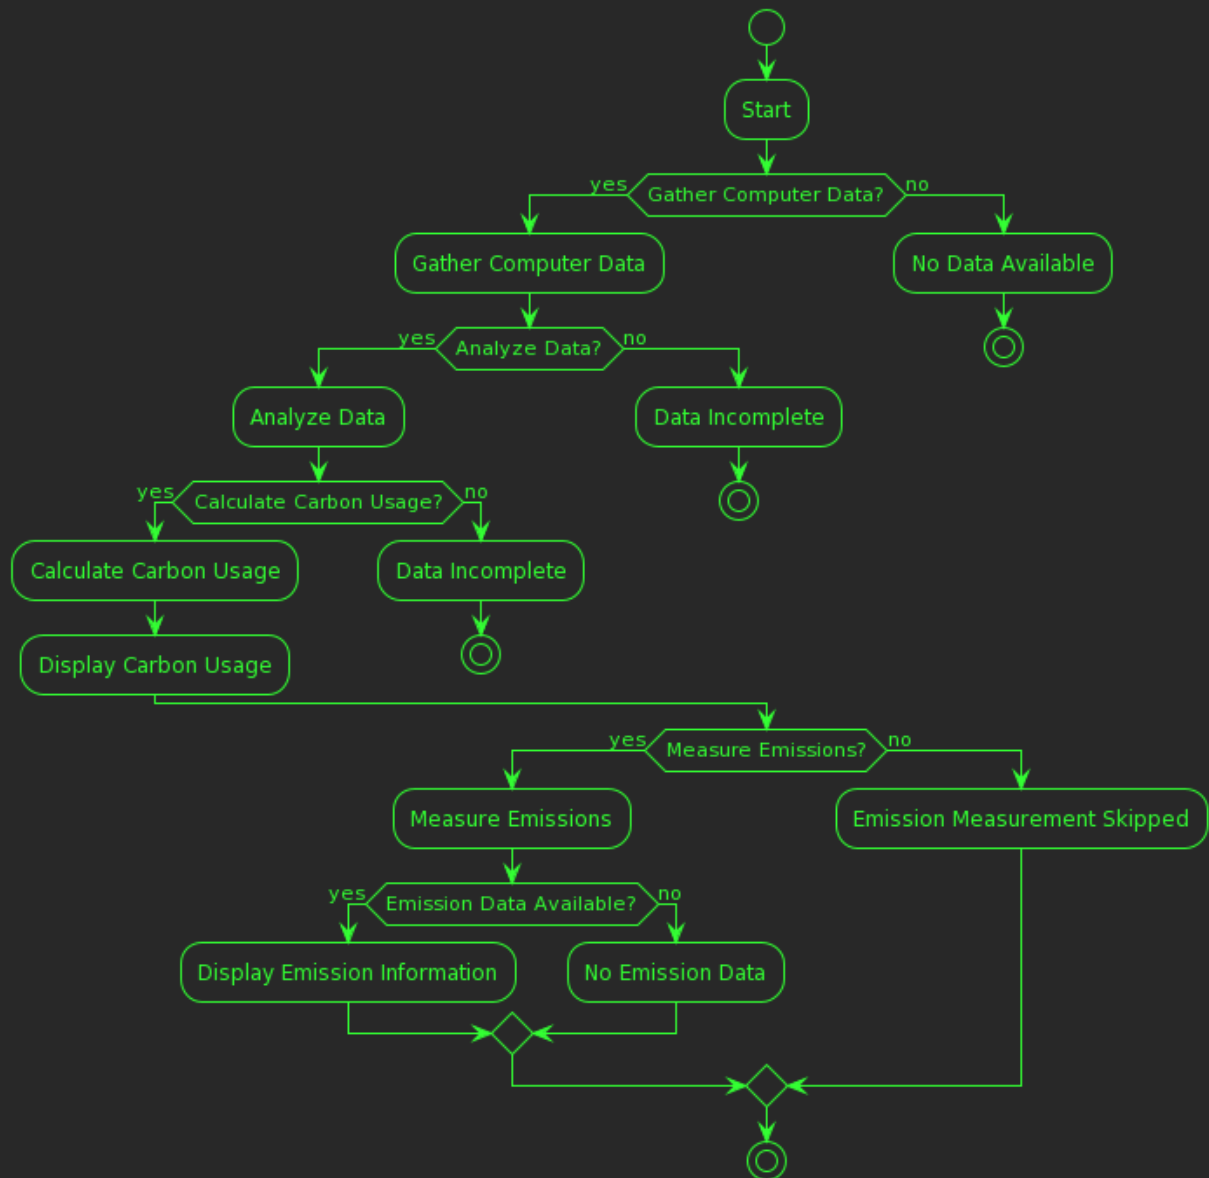 Start
yes
Gather Computer Data?
no
Gather Computer Data
No Data Available
yes
Analyze Data?
no
Analyze Data
Data Incomplete
yes
Calculate Carbon Usage?
no
Calculate Carbon Usage
Data Incomplete
Display Carbon Usage
yes
Measure Emissions?
no
Measure Emissions
Emission Measurement Skipped
yes
Emission Data Available?
no
Display Emission Information
No Emission Data